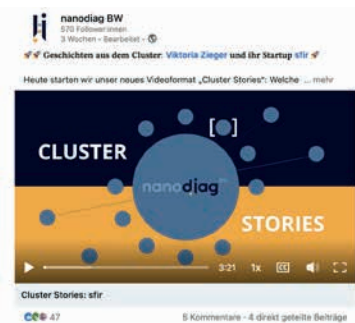 nanodiag BW
570 Follower:innen
3 Wochen • Bearbeitet •
🚀🚀 Geschichten aus dem Cluster: Viktoria Zieger und ihr Startup sfir 🚀
Heute starten wir unser neues Videoformat „Cluster Stories“: Welche ... mehr
[ ]
CLUSTER
nanodiag
STORIES
3:21 1x CC
Cluster Stories: sfir
47 5 Kommentare • 4 direkt geteilte Beiträge